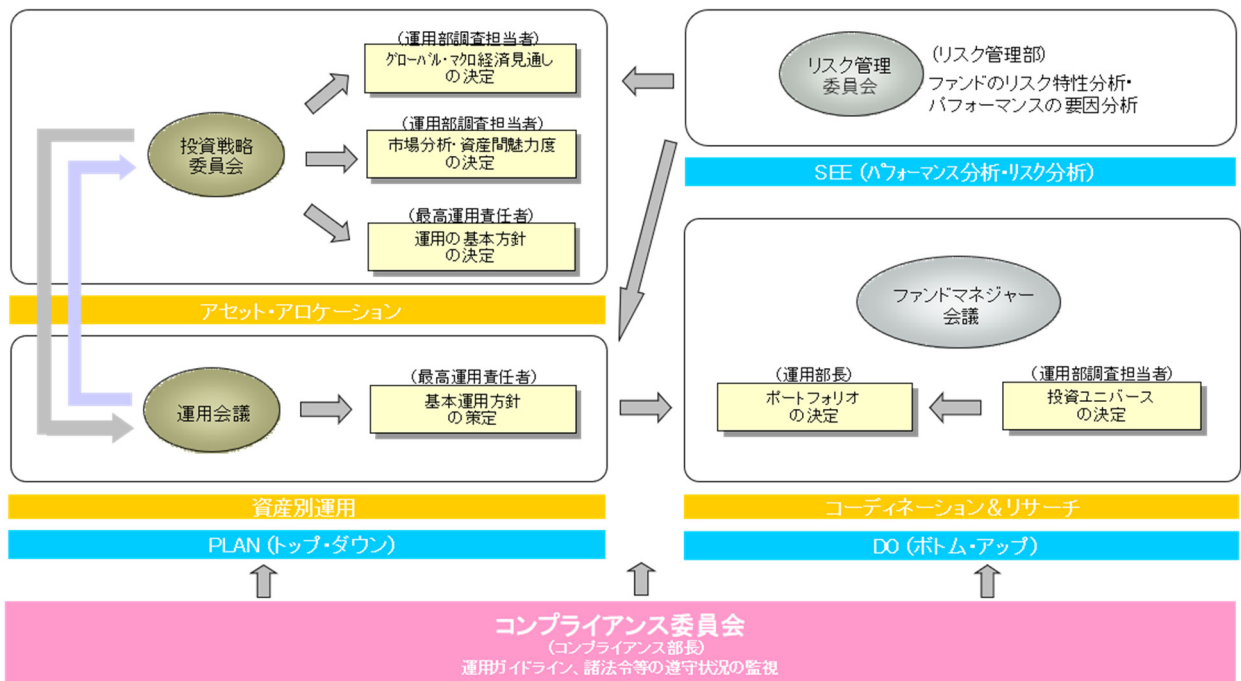 (運用部調査担当者)
グローバル・マクロ経済見通し
の決定
投資戦略
委員会
(運用部調査担当者)
市場分析・資産間魅力度
の決定
(最高運用責任者)
運用の基本方針
の決定
アセット・アロケーション
運用会議
(最高運用責任者)
基本運用方針
の策定
資産別運用
PLAN (トップ・ダウン)
リスク管理
委員会
(リスク管理部)
ファンドのリスク特性分析・
パフォーマンスの要因分析
SEE (パフォーマンス分析・リスク分析)
ファンドマネジャー
会議
(運用部長)
ポートフォリオ
の決定
(運用部調査担当者)
投資ユニバース
の決定
コーディネーション&リサーチ
DO (ボトム・アップ)
コンプライアンス委員会
(コンプライアンス部長)
運用ガイドライン、諸法令等の遵守状況の監視